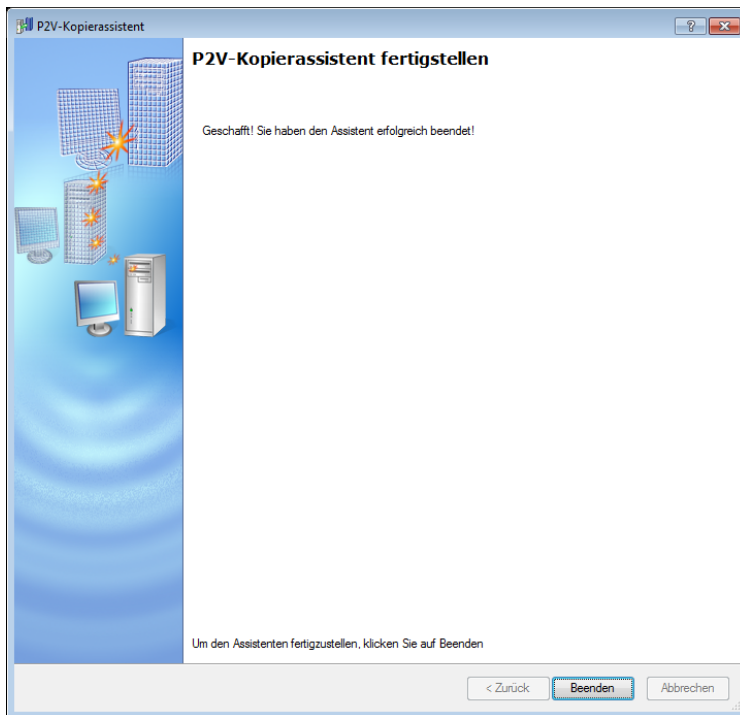 P2V-Kopierassistent
P2V-Kopierassistent fertigstellen
Geschafft! Sie haben den Assistent erfolgreich beendet!
Um den Assistenten fertigzustellen, klicken Sie auf Beenden
< Zurück
Beenden
Abbrechen